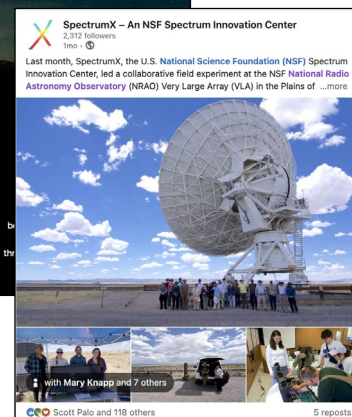 SpectrumX – An NSF Spectrum Innovation Center
2,312 followers
1mo •
Last month, SpectrumX, the U.S. National Science Foundation (NSF) Spectrum
Innovation Center, led a collaborative field experiment at the NSF National Radio
Astronomy Observatory (NRAO) Very Large Array (VLA) in the Plains of ...more
with Mary Knapp and 7 others
Scott Palo and 118 others
5 reposts